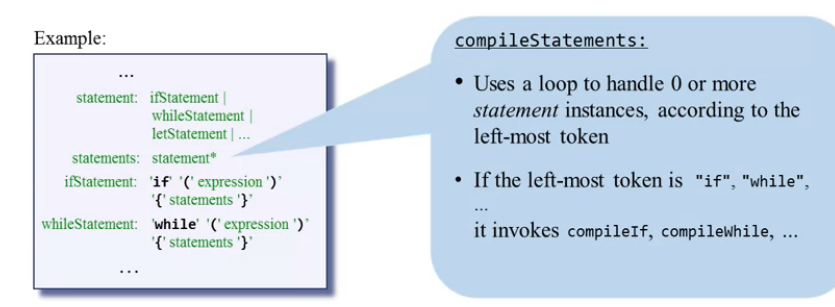 Example:
...
statement: ifStatement |
whileStatement |
letStatement | ...
statements: statement*
ifStatement: 'if' '(' expression ')'
'{' statements '}'
whileStatement: 'while' '(' expression ')'
'{' statements '}'
...
compileStatements:
• Uses a loop to handle 0 or more
statement instances, according to the
left-most token
• If the left-most token is "if", "while",
...
it invokes compileIf, compileWhile, ...